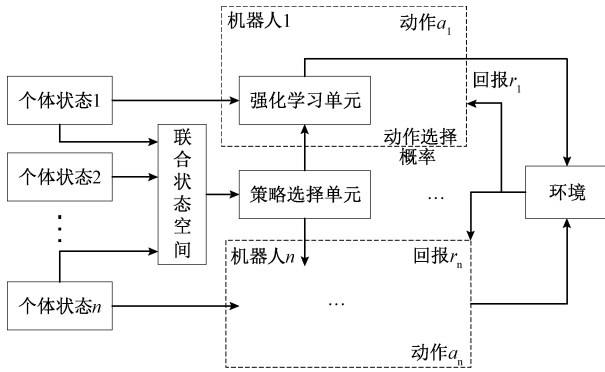 机器人1
动作a1
个体状态1
强化学习单元
回报r1
联合状态空间
动作选择
概率
个体状态2
策略选择单元
…
环境
⋮
机器人n
回报rn
个体状态n
…
动作an